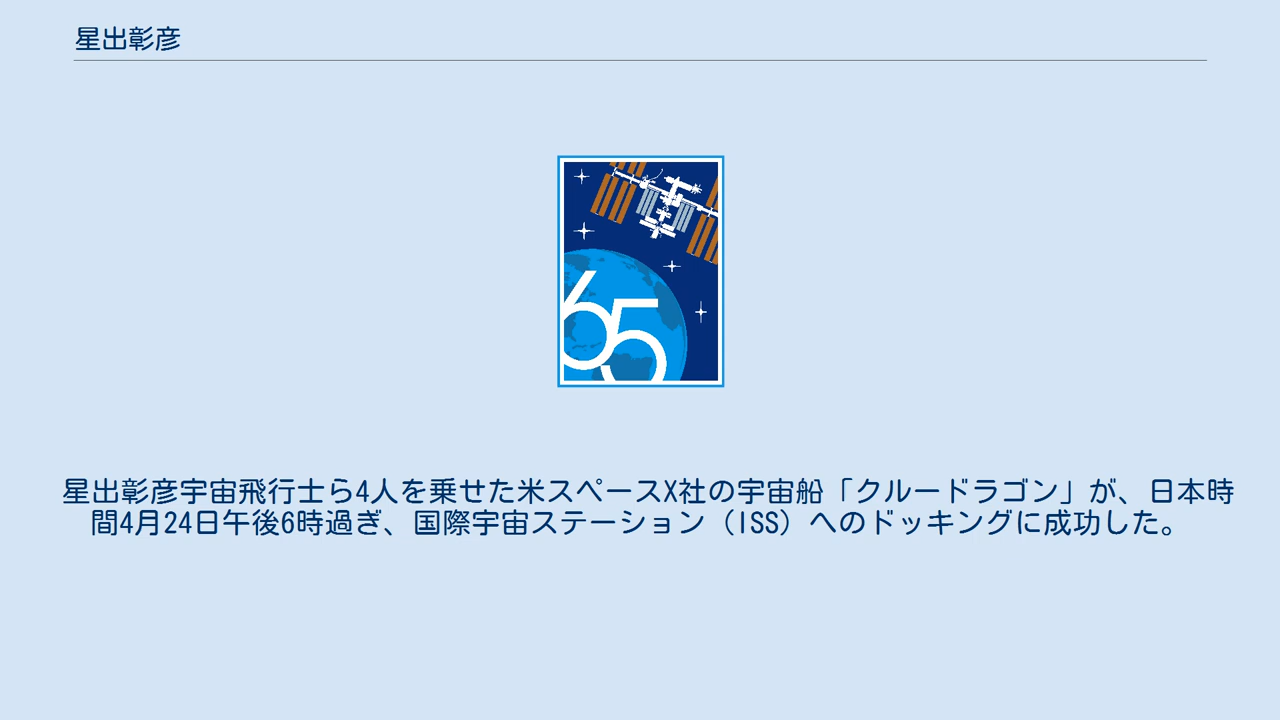 星出彰彦
65
星出彰彦宇宙飛行士ら4人を乗せた米スペースX社の宇宙船「クルードラゴン」が、日本時
間4月24日午後6時過ぎ、国際宇宙ステーション（ISS）へのドッキングに成功した。